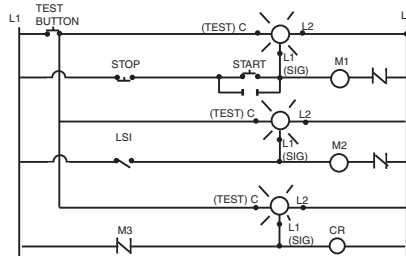 TEST
L1
BUTTON
(TEST) C
L2
L
L1
(SIG)
STOP
START
M1
(TEST) C
L2
LSI
L1
(SIG)
M2
(TEST) C
L2
L1
(SIG)
M3
CR